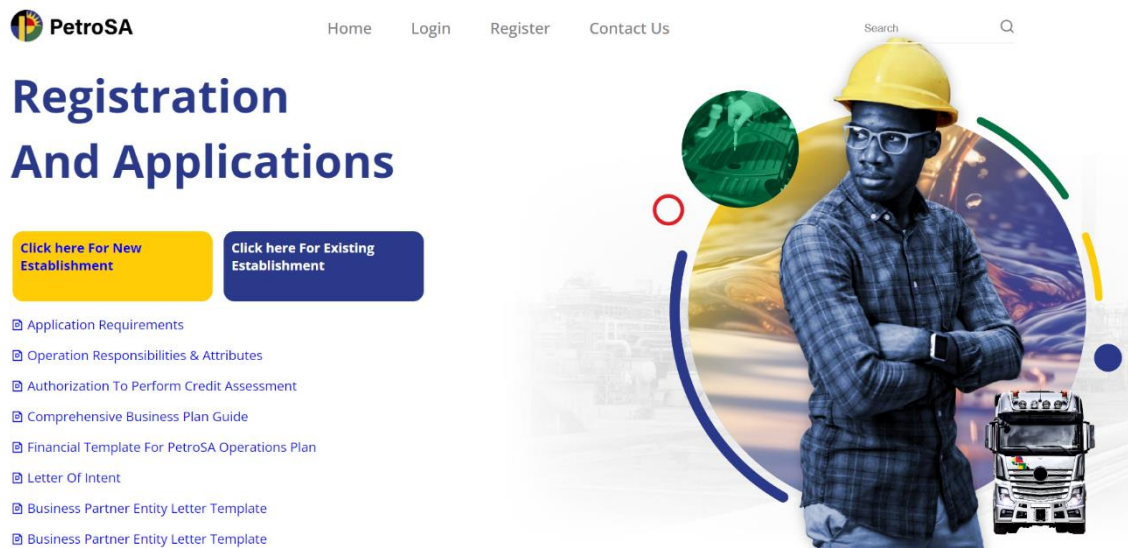 PetroSA
Home
Login
Register
Contact Us
Search
Registration
And Applications
Click here For New
Establishment
Click here For Existing
Establishment
Application Requirements
Operation Responsibilities & Attributes
Authorization To Perform Credit Assessment
Comprehensive Business Plan Guide
Financial Template For PetroSA Operations Plan
Letter Of Intent
Business Partner Entity Letter Template
Business Partner Entity Letter Template